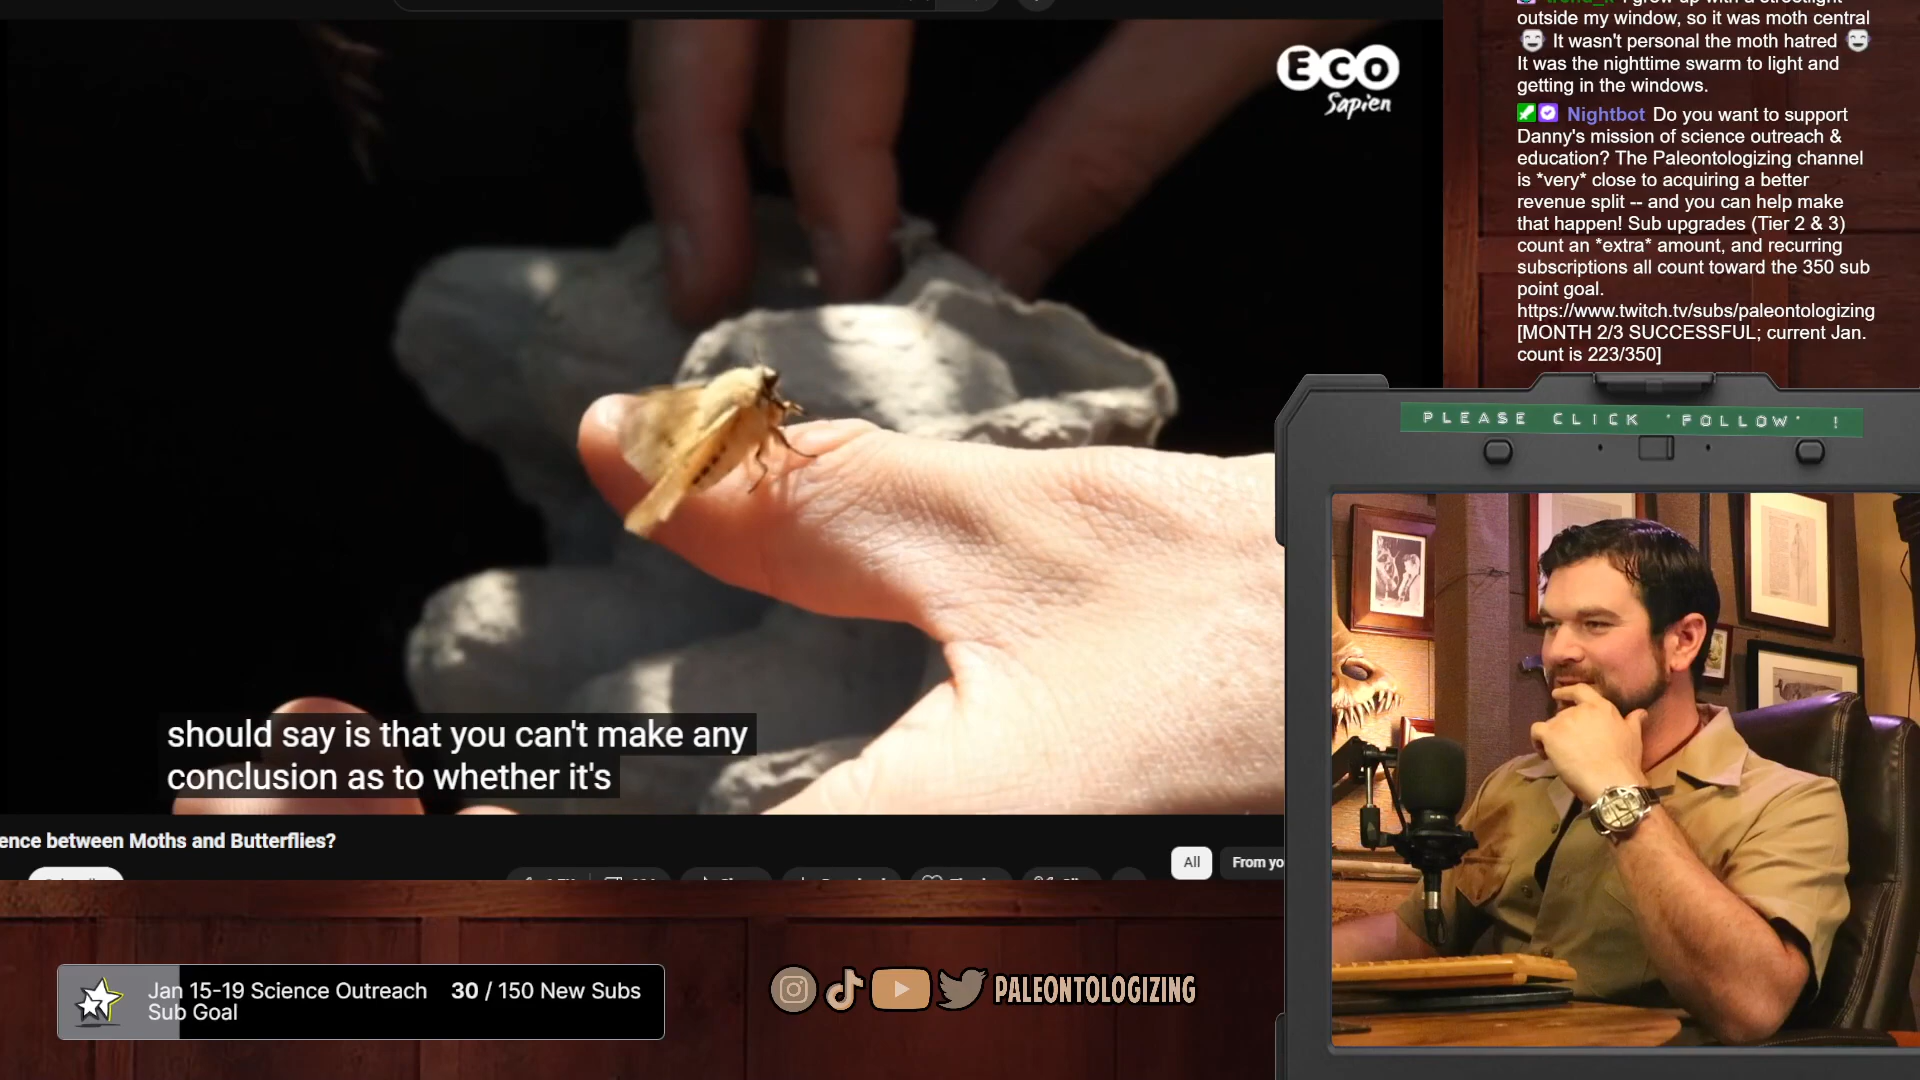 outside my window, so it was moth central
It wasn't personal the moth hatred
It was the nighttime swarm to light and
getting in the windows.
Nightbot Do you want to support
Danny's mission of science outreach &
education? The Paleontologizing channel
is *very* close to acquiring a better
revenue split -- and you can help make
that happen! Sub upgrades (Tier 2 & 3)
count an *extra* amount, and recurring
subscriptions all count toward the 350 sub
point goal.
https://www.twitch.tv/subs/paleontologizing
[MONTH 2/3 SUCCESSFUL; current Jan.
count is 223/350]
ECO
Sapien
PLEASE CLICK 'FOLLOW' !
should say is that you can't make any
conclusion as to whether it's
ence between Moths and Butterflies?
All From yo
Jan 15-19 Science Outreach 30 / 150 New Subs
Sub Goal
PALEONTOLOGIZING